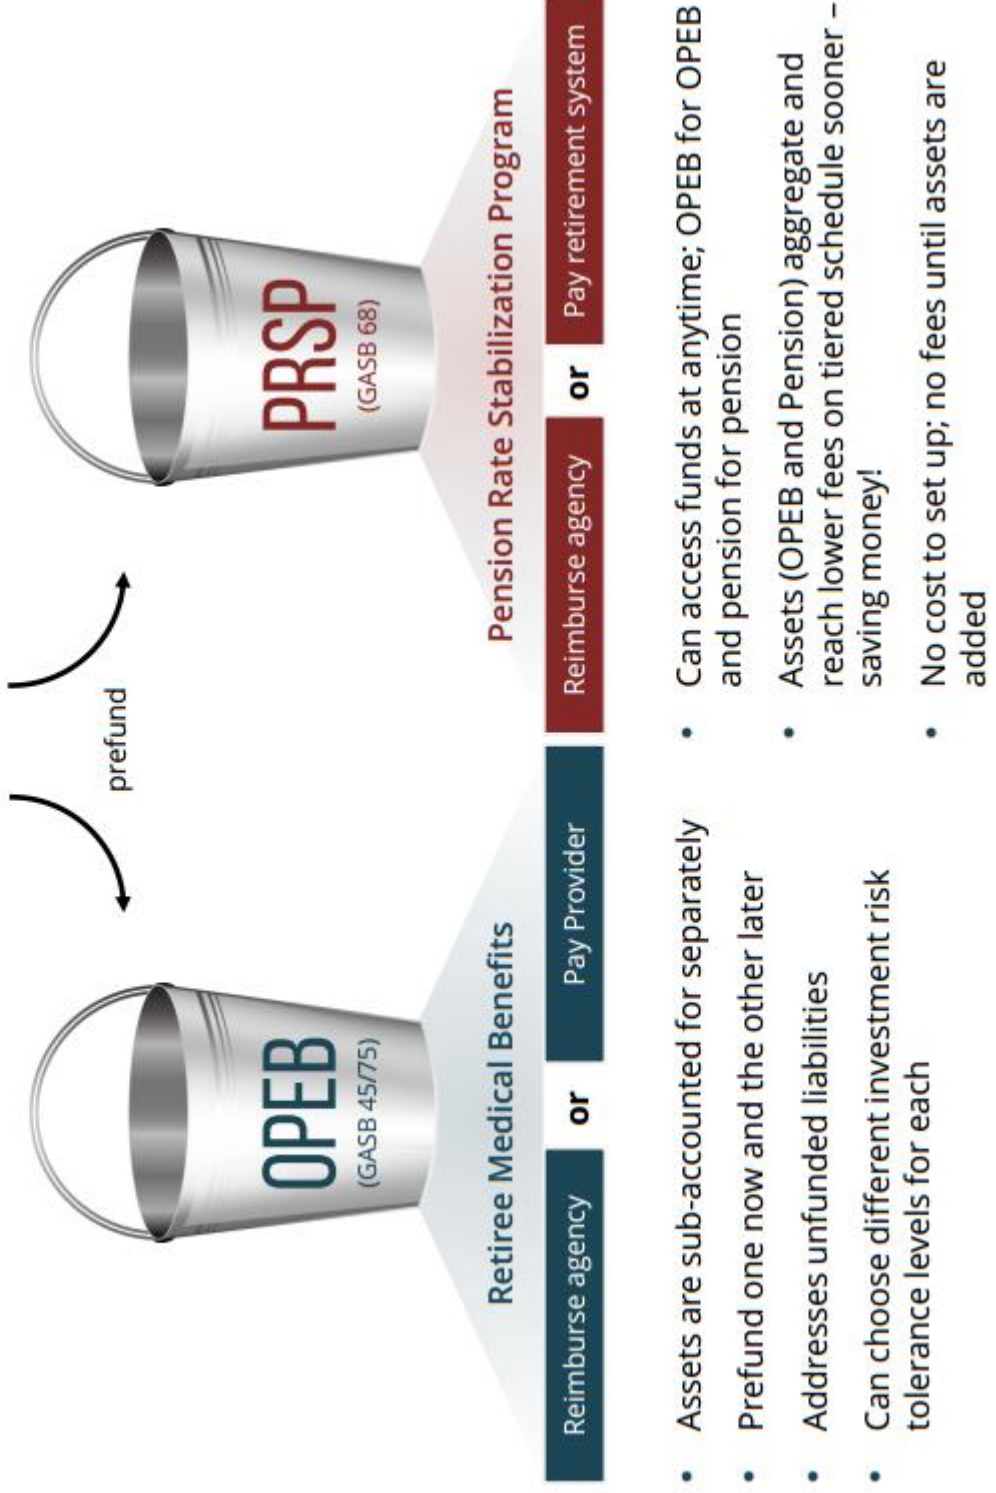 prefund
OPEB
(GASB 45/75)
PRSP
(GASB 68)
Retiree Medical Benefits
Pension Rate Stabilization Program
Reimburse agency
or
Pay Provider
Reimburse agency
or
Pay retirement system
• Assets are sub-accounted for separately
• Prefund one now and the other later
• Addresses unfunded liabilities
• Can choose different investment risk
tolerance levels for each
• Can access funds at anytime; OPEB for OPEB
and pension for pension
• Assets (OPEB and Pension) aggregate and
reach lower fees on tiered schedule sooner –
saving money!
• No cost to set up; no fees until assets are
added